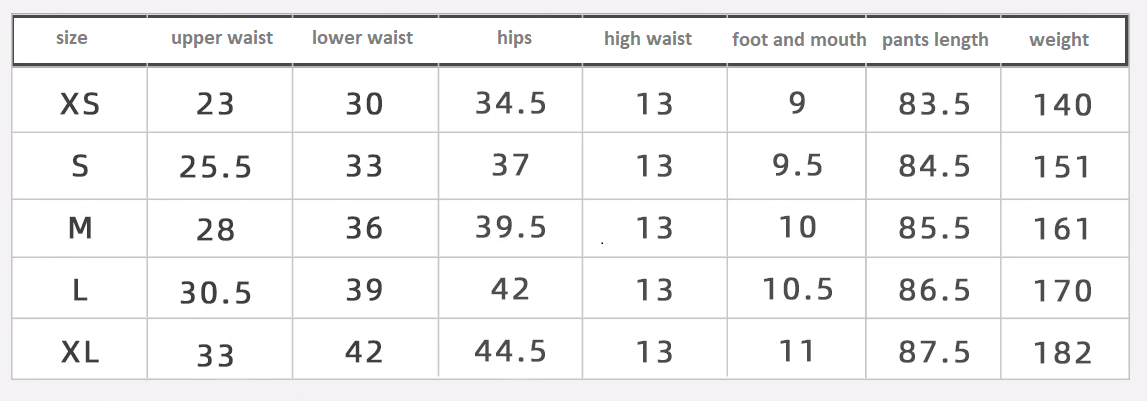 size upper waist lower waist hips high waist foot and mouth pants length weight
XS 23 30 34.5 13 9 83.5 140
S 25.5 33 37 13 9.5 84.5 151
M 28 36 39.5 13 10 85.5 161
L 30.5 39 42 13 10.5 86.5 170
XL 33 42 44.5 13 11 87.5 182